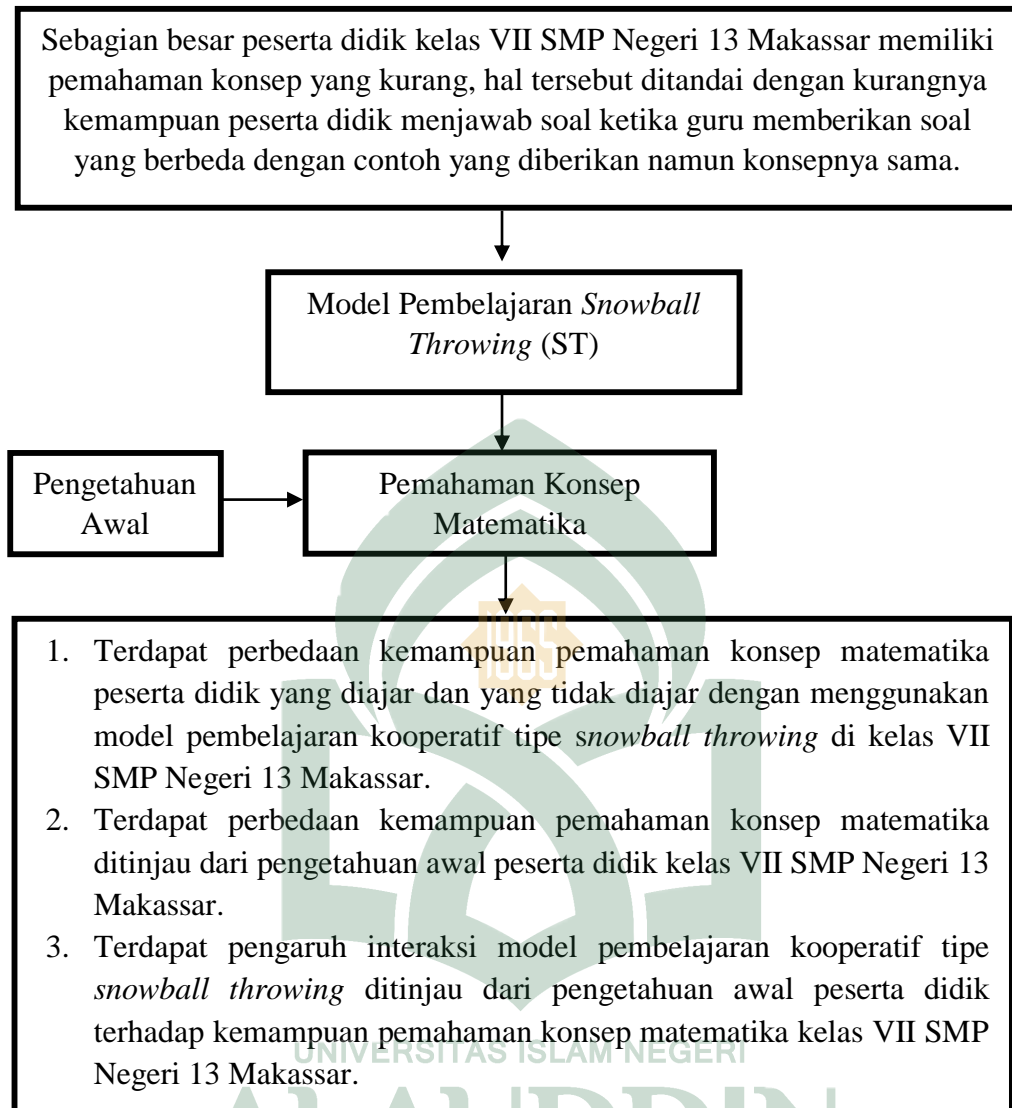 Sebagian besar peserta didik kelas VII SMP Negeri 13 Makassar memiliki
pemahaman konsep yang kurang, hal tersebut ditandai dengan kurangnya
kemampuan peserta didik menjawab soal ketika guru memberikan soal
yang berbeda dengan contoh yang diberikan namun konsepnya sama.
Model Pembelajaran Snowball
Throwing (ST)
Pengetahuan
Awal
Pemahaman Konsep
Matematika
1965
1. Terdapat perbedaan kemampuan pemahaman konsep matematika
peserta didik yang diajar dan yang tidak diajar dengan menggunakan
model pembelajaran kooperatif tipe snowball throwing di kelas VII
SMP Negeri 13 Makassar.
2. Terdapat perbedaan kemampuan pemahaman konsep matematika
ditinjau dari pengetahuan awal peserta didik kelas VII SMP Negeri 13
Makassar.
3. Terdapat pengaruh interaksi model pembelajaran kooperatif tipe
snowball throwing ditinjau dari pengetahuan awal peserta didik
terhadap kemampuan pemahaman konsep matematika kelas VII SMP
Negeri 13 Makassar.
UNIVERSITAS ISLAM NEGERI
ALAUDDIN